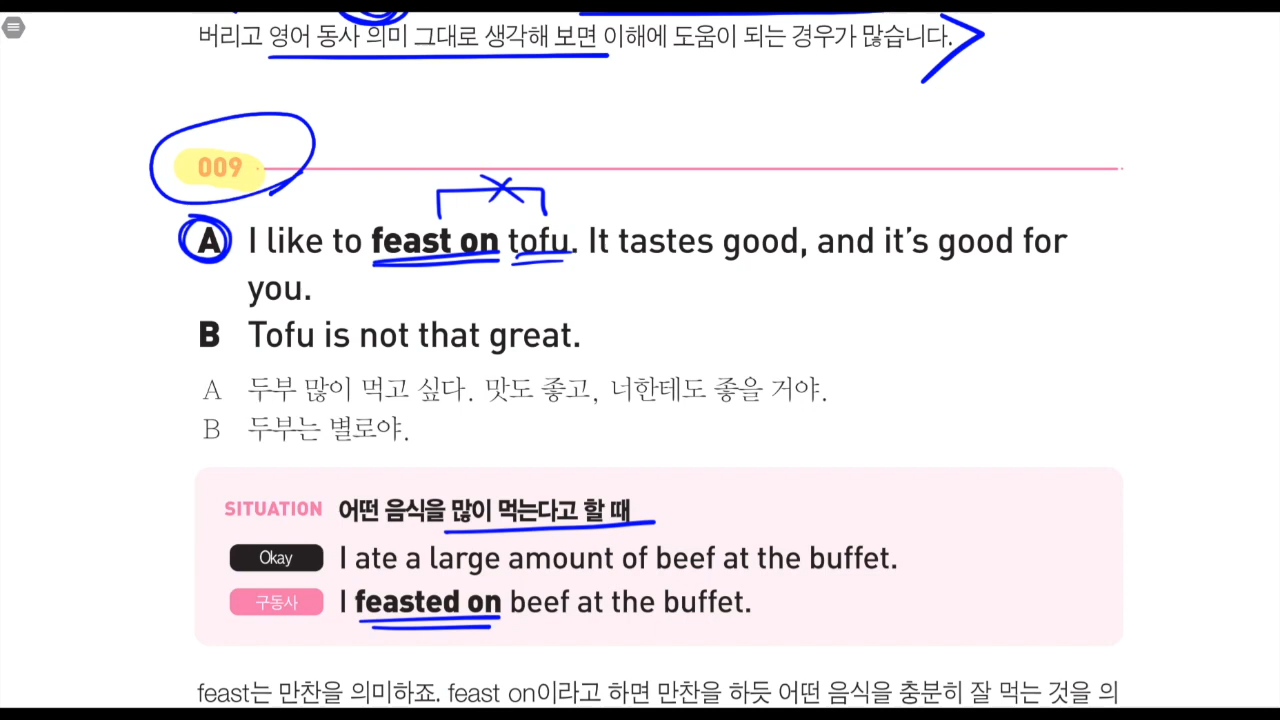 버리고 영어 동사 의미 그대로 생각해 보면 이해에 도움이 되는 경우가 많습니다.
009
A I like to feast on tofu. It tastes good, and it's good for
you.
B Tofu is not that great.
A 두부 많이 먹고 싶다. 맛도 좋고, 너한테도 좋을 거야.
B 두부는 별로야.
SITUATION 어떤 음식을 많이 먹는다고 할 때
Okay I ate a large amount of beef at the buffet.
구동사 I feasted on beef at the buffet.
feast는 만찬을 의미하죠. feast on이라고 하면 만찬을 하듯 어떤 음식을 충분히 잘 먹는 것을 의